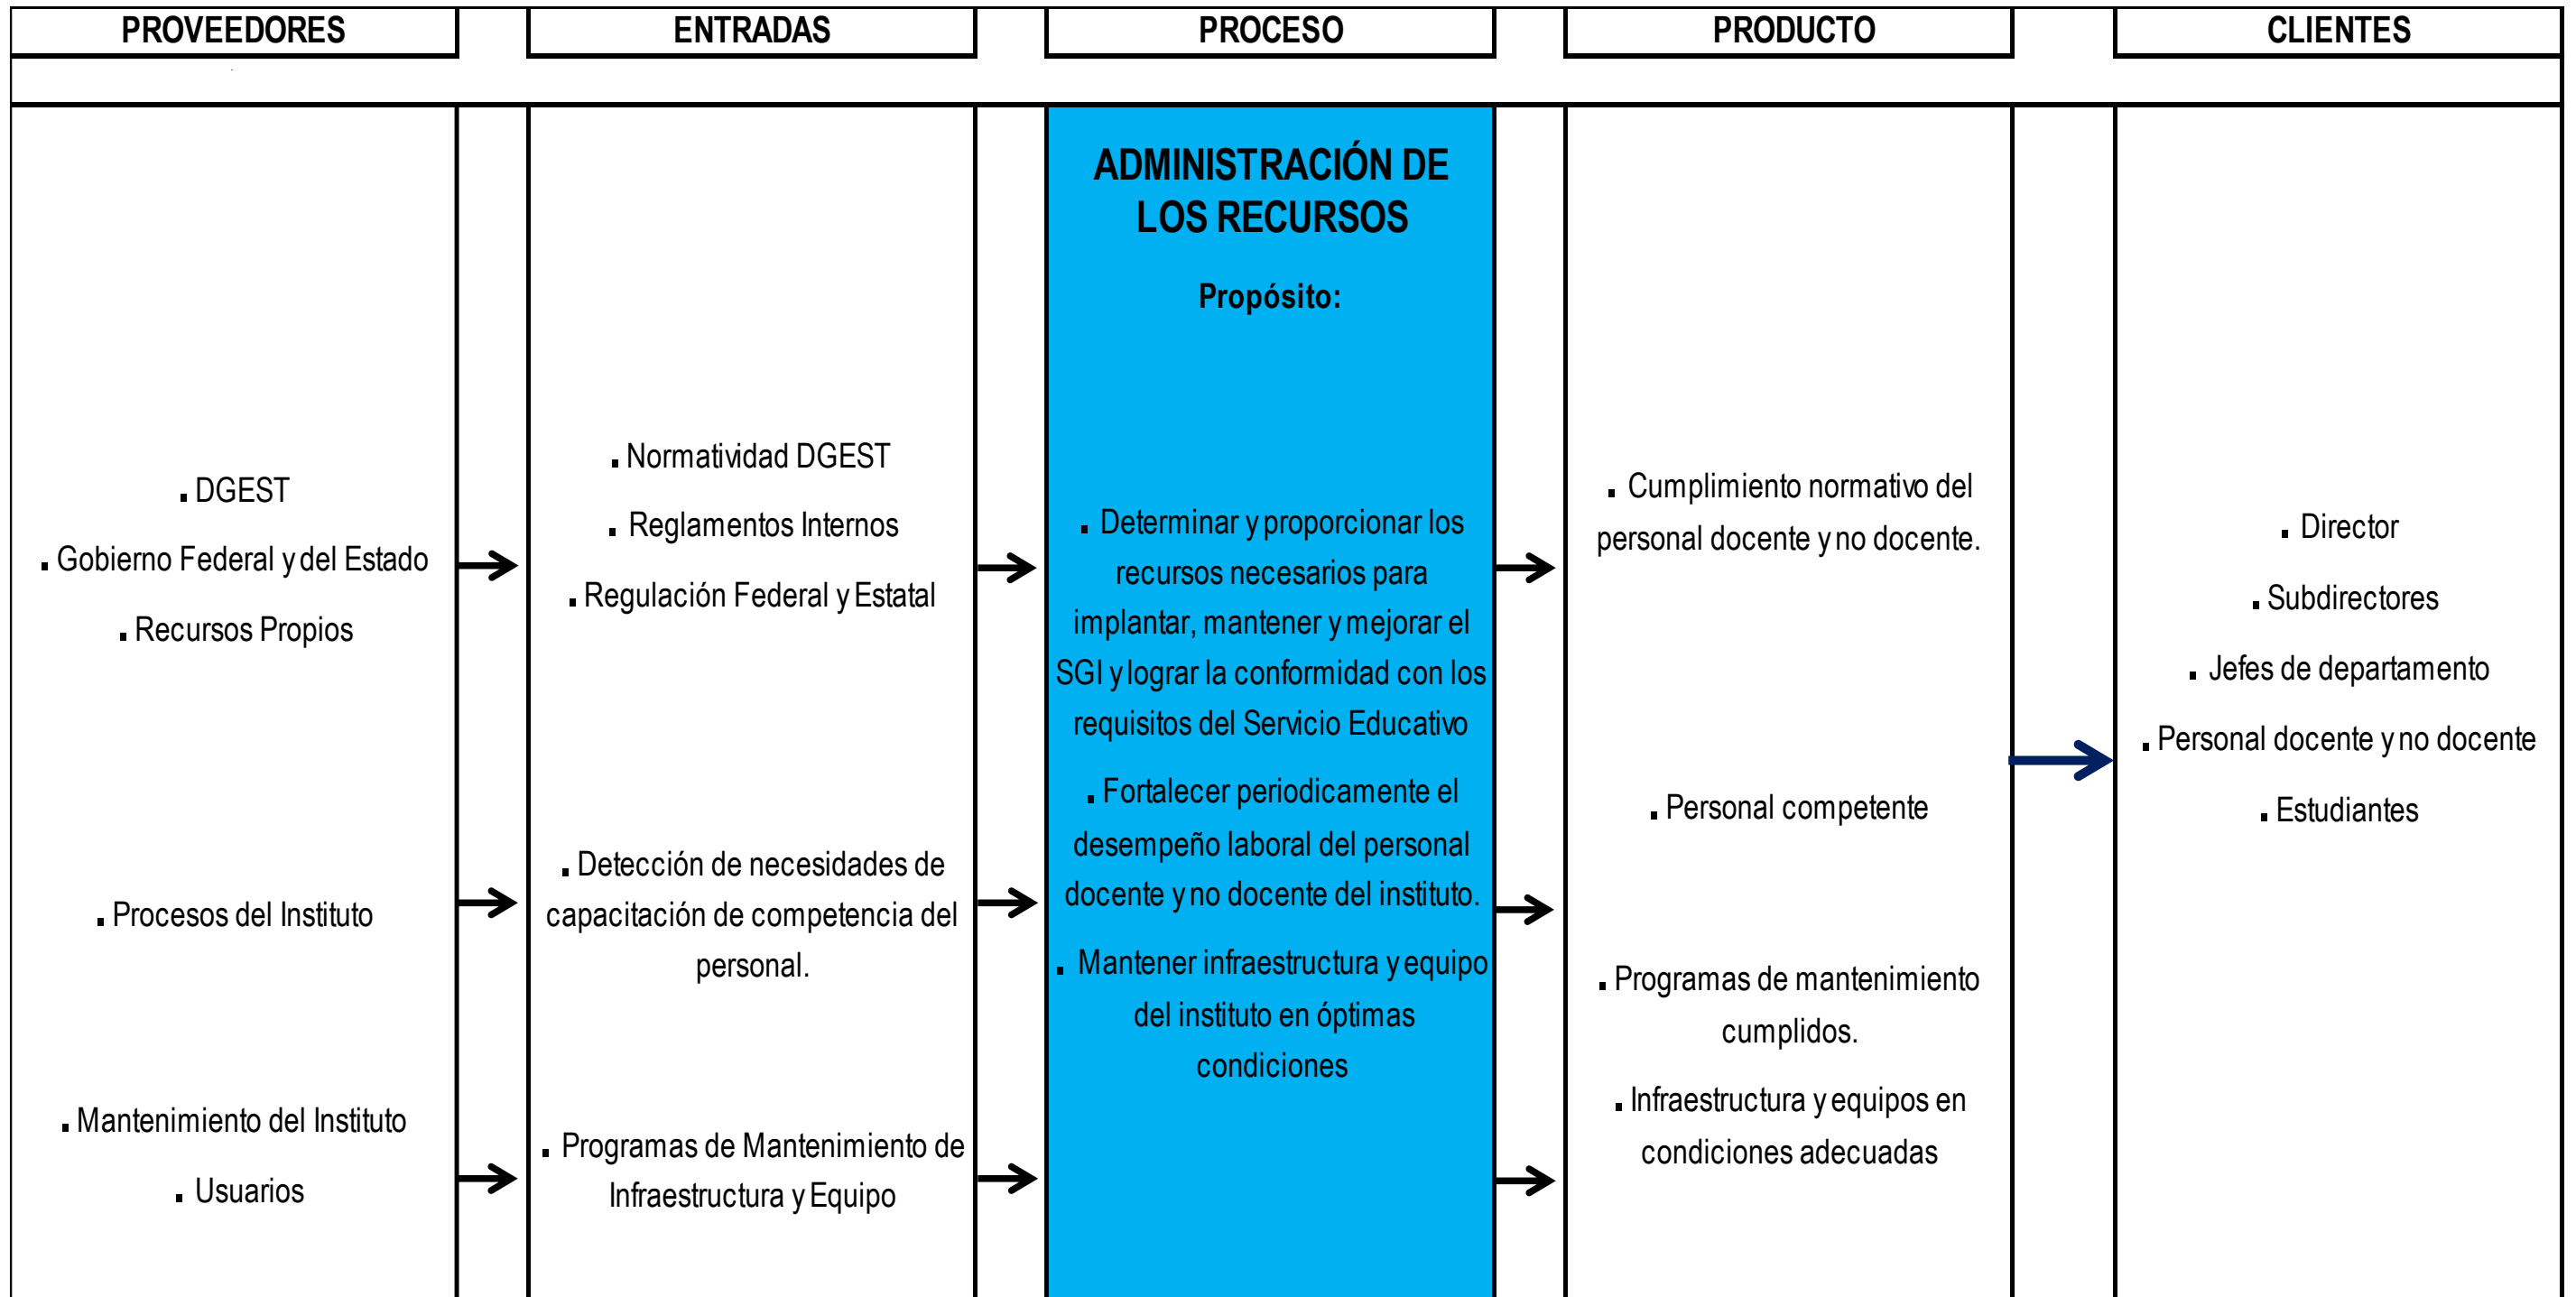 PROVEEDORES
ENTRADAS
PROCESO
PRODUCTO
CLIENTES
. DGEST
. Gobierno Federal y del Estado
. Recursos Propios
. Procesos del Instituto
. Mantenimiento del Instituto
. Usuarios
. Normatividad DGEST
. Reglamentos Internos
. Regulación Federal y Estatal
. Detección de necesidades de
capacitación de competencia del
personal.
. Programas de Mantenimiento de
Infraestructura y Equipo
ADMINISTRACIÓN DE
LOS RECURSOS
Propósito:
. Determinar y proporcionar los
recursos necesarios para
implantar, mantener y mejorar el
SGI y lograr la conformidad con los
requisitos del Servicio Educativo
. Fortalecer periodicamente el
desempeño laboral del personal
docente y no docente del instituto.
. Mantener infraestructura y equipo
del instituto en óptimas
condiciones
. Cumplimiento normativo del
personal docente y no docente.
. Personal competente
. Programas de mantenimiento
cumplidos.
. Infraestructura y equipos en
condiciones adecuadas
. Director
. Subdirectores
. Jefes de departamento
. Personal docente y no docente
. Estudiantes